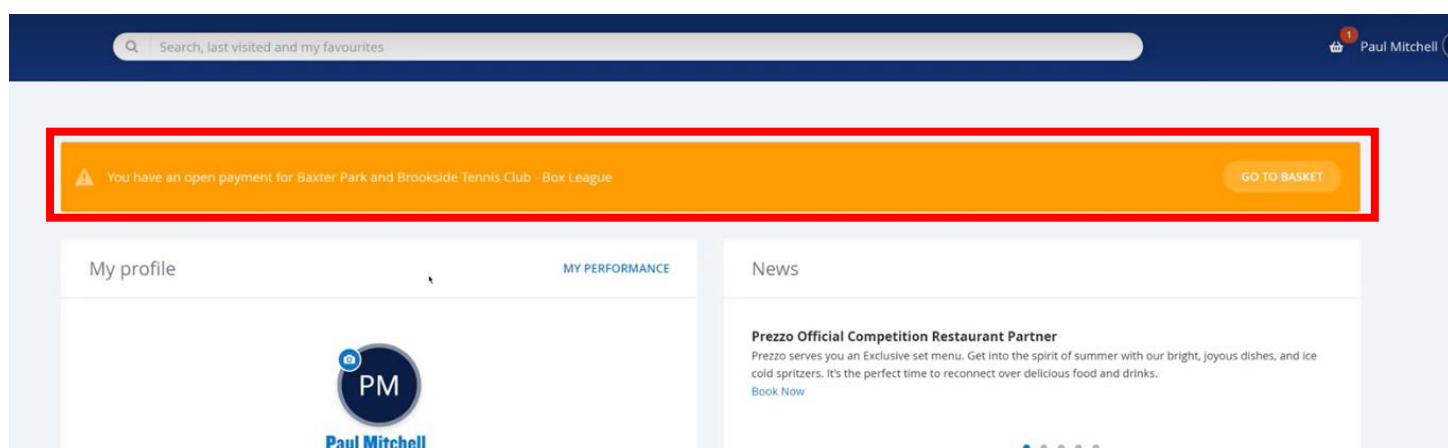 Search, last visited and my favourites
1
Paul Mitchell
You have an open payment for Baxter Park and Brookside Tennis Club - Box League
GO TO BASKET
My profile
MY PERFORMANCE
PM
Paul Mitchell
News
Prezzo Official Competition Restaurant Partner
Prezzo serves you an Exclusive set menu. Get into the spirit of summer with our bright, joyous dishes, and ice
cold spritzers. It's the perfect time to reconnect over delicious food and drinks.
Book Now